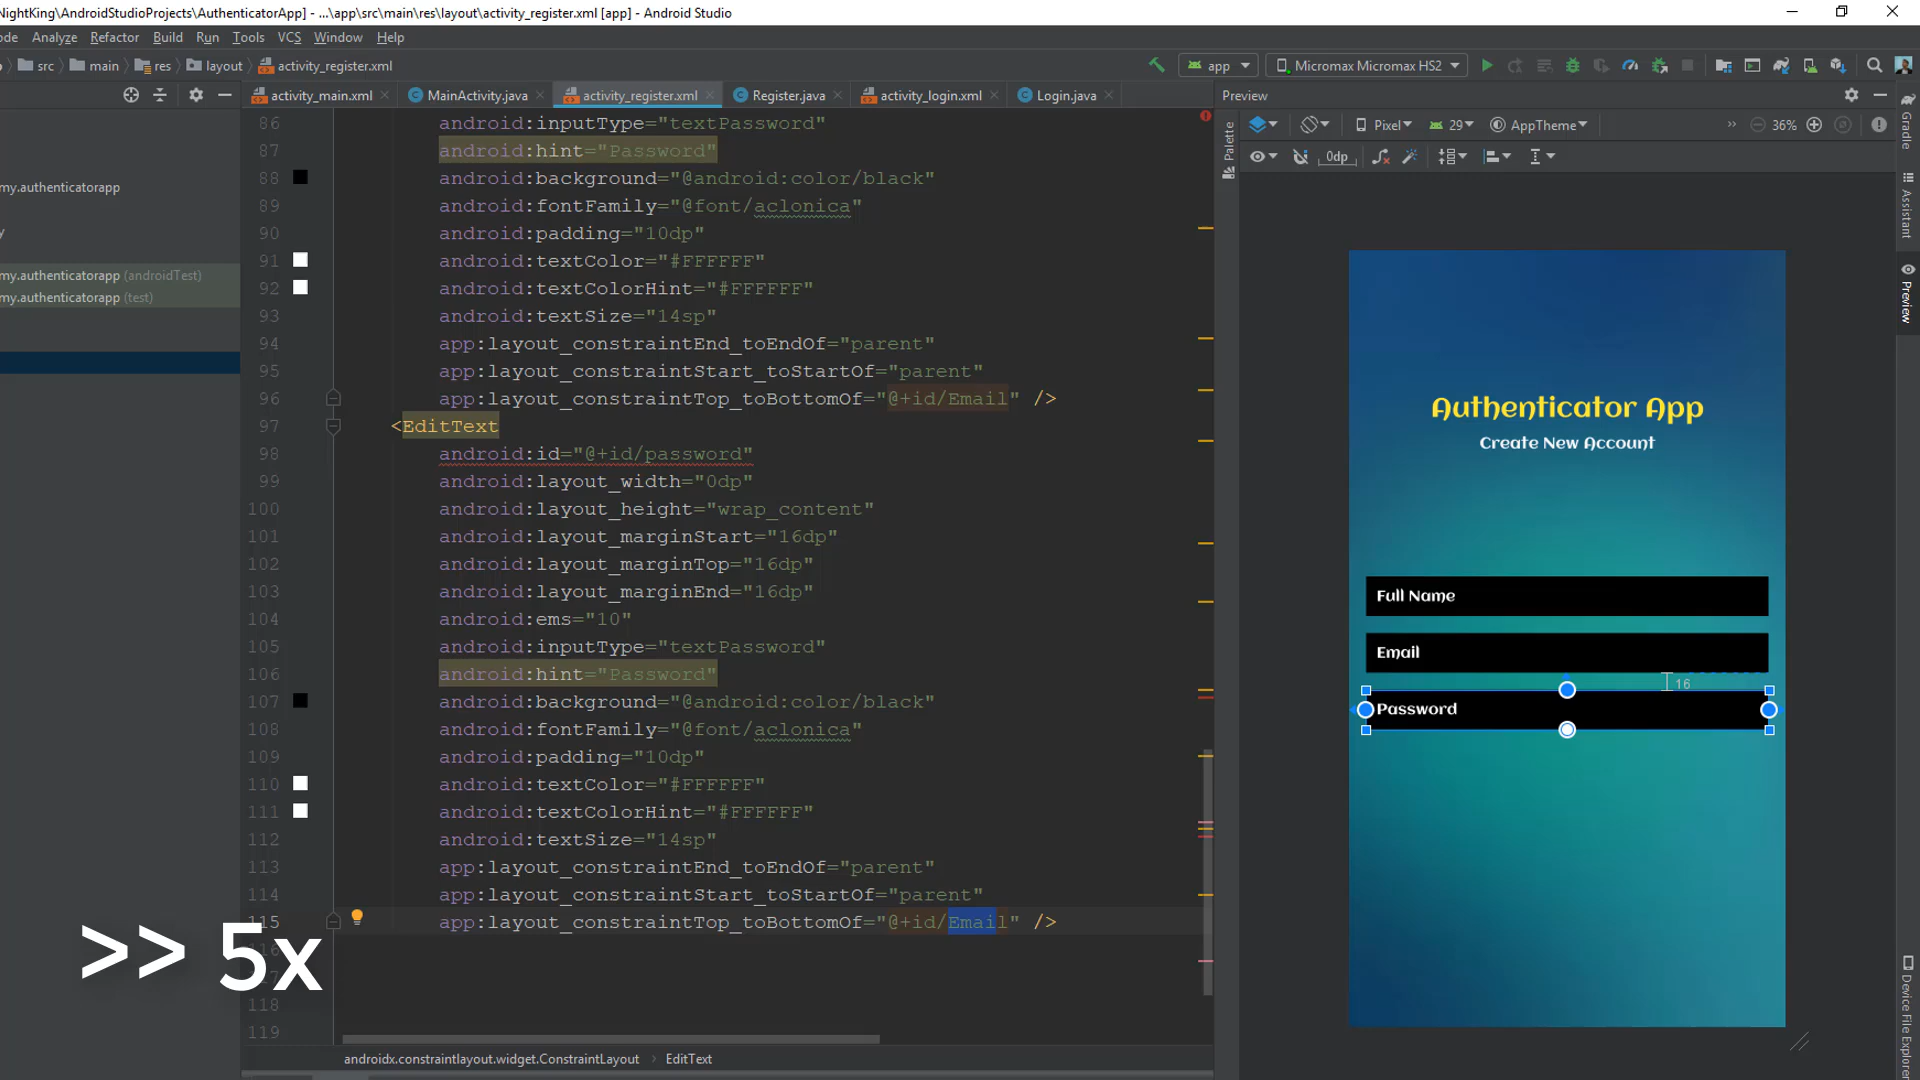 NightKing\AndroidStudioProjects\AuthenticatorApp] - ...\app\src\main\res\layout\activity_register.xml [app] - Android Studio
ode Analyze Refactor Build Run Tools VCS Window Help
src main res layout activity_register.xml
app Micromax Micromax HS2
activity_main.xml MainActivity.java activity_register.xml Register.java activity_login.xml Login.java
Preview
Pixel 29 AppTheme 36%
0dp
Palette
Gradle
Assistant
Preview
Device File Explorer
my.authenticatorapp
y
my.authenticatorapp (androidTest)
my.authenticatorapp (test)
86 android:inputType="textPassword"
87 android:hint="Password"
88 android:background="@android:color/black"
89 android:fontFamily="@font/aclonica"
90 android:padding="10dp"
91 android:textColor="#FFFFFF"
92 android:textColorHint="#FFFFFF"
93 android:textSize="14sp"
94 app:layout_constraintEnd_toEndOf="parent"
95 app:layout_constraintStart_toStartOf="parent"
96 app:layout_constraintTop_toBottomOf="@+id/Email" />
97 <EditText
98 android:id="@+id/password"
99 android:layout_width="0dp"
100 android:layout_height="wrap_content"
101 android:layout_marginStart="16dp"
102 android:layout_marginTop="16dp"
103 android:layout_marginEnd="16dp"
104 android:ems="10"
105 android:inputType="textPassword"
106 android:hint="Password"
107 android:background="@android:color/black"
108 android:fontFamily="@font/aclonica"
109 android:padding="10dp"
110 android:textColor="#FFFFFF"
111 android:textColorHint="#FFFFFF"
112 android:textSize="14sp"
113 app:layout_constraintEnd_toEndOf="parent"
114 app:layout_constraintStart_toStartOf="parent"
115 app:layout_constraintTop_toBottomOf="@+id/Email" />
118
119
>> 5x
androidx.constraintlayout.widget.ConstraintLayout EditText
Authenticator App
Create New Account
Full Name
Email
16
Password